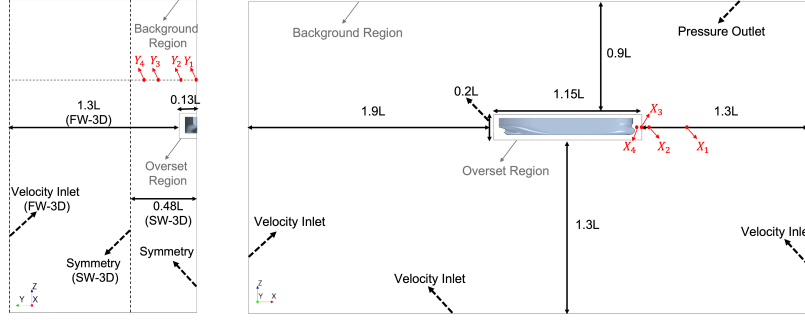 Background
Region
Y4 Y3 Y2 Y1
1.3L
(FW-3D)
0.13L
Overset
Region
Velocity Inlet
(FW-3D)
0.48L
(SW-3D)
Symmetry
(SW-3D)
Symmetry
Z
Y X
Background Region
Pressure Outlet
0.9L
0.2L
1.15L
1.9L
1.3L
X3
X4 X2 X1
Overset Region
1.3L
Velocity Inlet
Velocity Inle
Velocity Inlet
Z
Y X